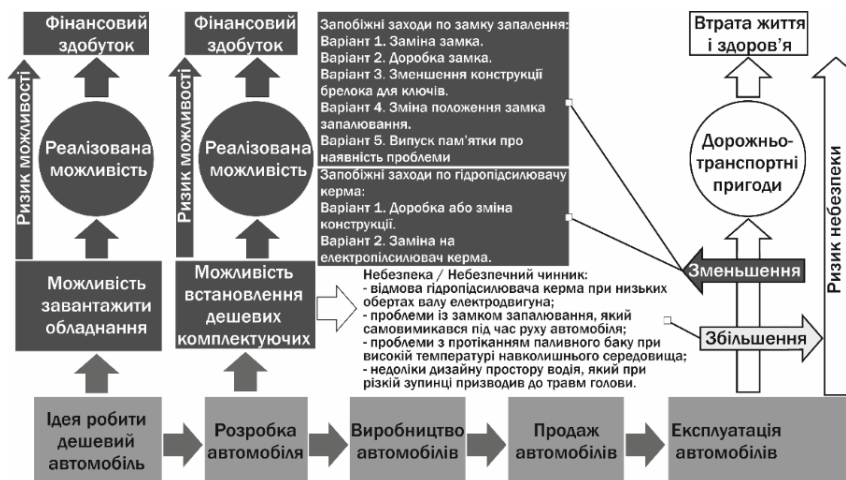 Фінансовий
здобуток
Ризик можливості
Реалізована
можливість
Можливість
завантажити
обладнання
Фінансовий
здобуток
Ризик можливості
Реалізована
можливість
Можливість
встановлення
дешевих
комплектуючих
Запобіжні заходи по замку запалення:
Варіант 1. Заміна замка.
Варіант 2. Доробка замка.
Варіант 3. Зменшення конструкції
брелока для ключів.
Варіант 4. Зміна положення замка
запалювання.
Варіант 5. Випуск пам’ятки про
наявність проблеми
Запобіжні заходи по гідропідсилювачу
керма:
Варіант 1. Доробка або зміна
конструкції.
Варіант 2. Заміна на
електропілсилювач керма.
Небезпека / Небезпечний чинник:
- відмова гідропідсилювача керма при низьких
обертах валу електродвигуна;
- проблеми із замком запалювання, який
самовимикався під час руху автомобіля;
- проблеми з протіканням паливного баку при
високій температурі навколишнього середовища;
- недоліки дизайну простору водія, який при
різкій зупинці призводив до травм голови.
Втрата життя
і здоров’я
Дорожньо-
транспортні
пригоди
Ризик небезпеки
Зменьшення
Збільшення
Ідея робити
дешевий
автомобіль
Розробка
автомобіля
Виробництво
автомобілів
Продаж
автомобілів
Експлуатація
автомобілів